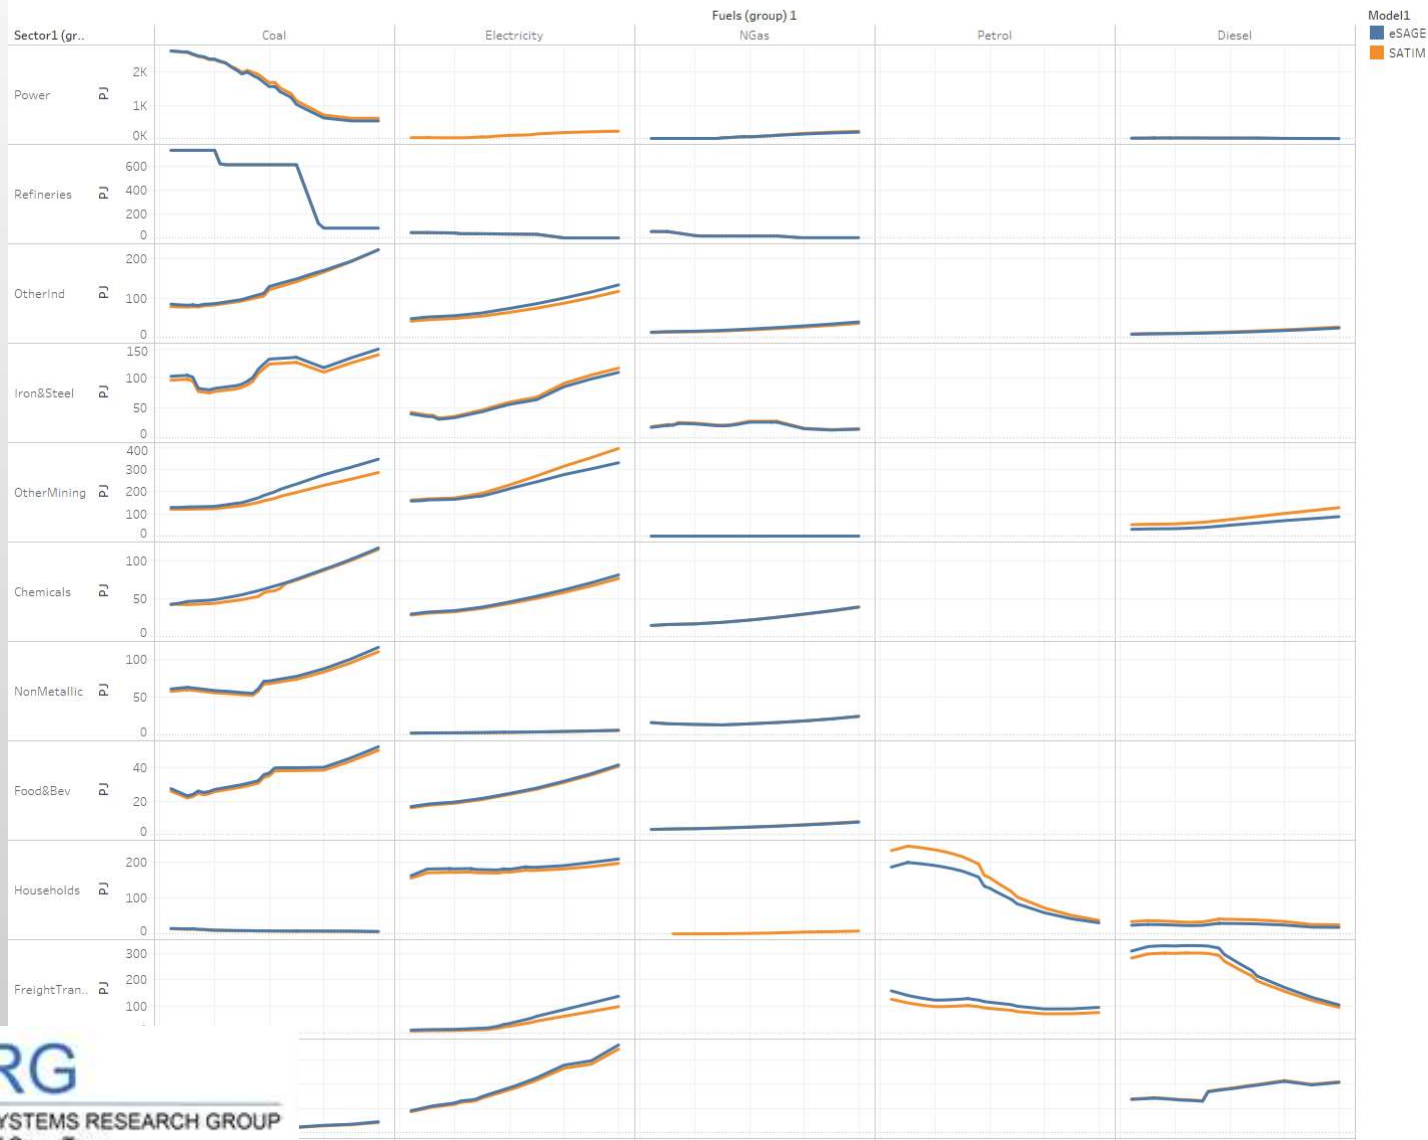 Fuels (group) 1
Model1
Sector1 (gr..
Coal
Electricity
NGas
Petrol
Diesel
eSAGE
SATIM
Power
PJ
2K
1K
0K
Refineries
PJ
600
400
200
0
OtherInd
PJ
200
100
0
Iron&Steel
PJ
150
100
50
0
OtherMining
PJ
400
300
200
100
0
Chemicals
PJ
100
50
0
NonMetallic
PJ
100
50
0
Food&Bev
PJ
40
20
0
Households
PJ
200
100
0
FreightTran..
PJ
300
200
100
RG
YSTEMS RESEARCH GROUP